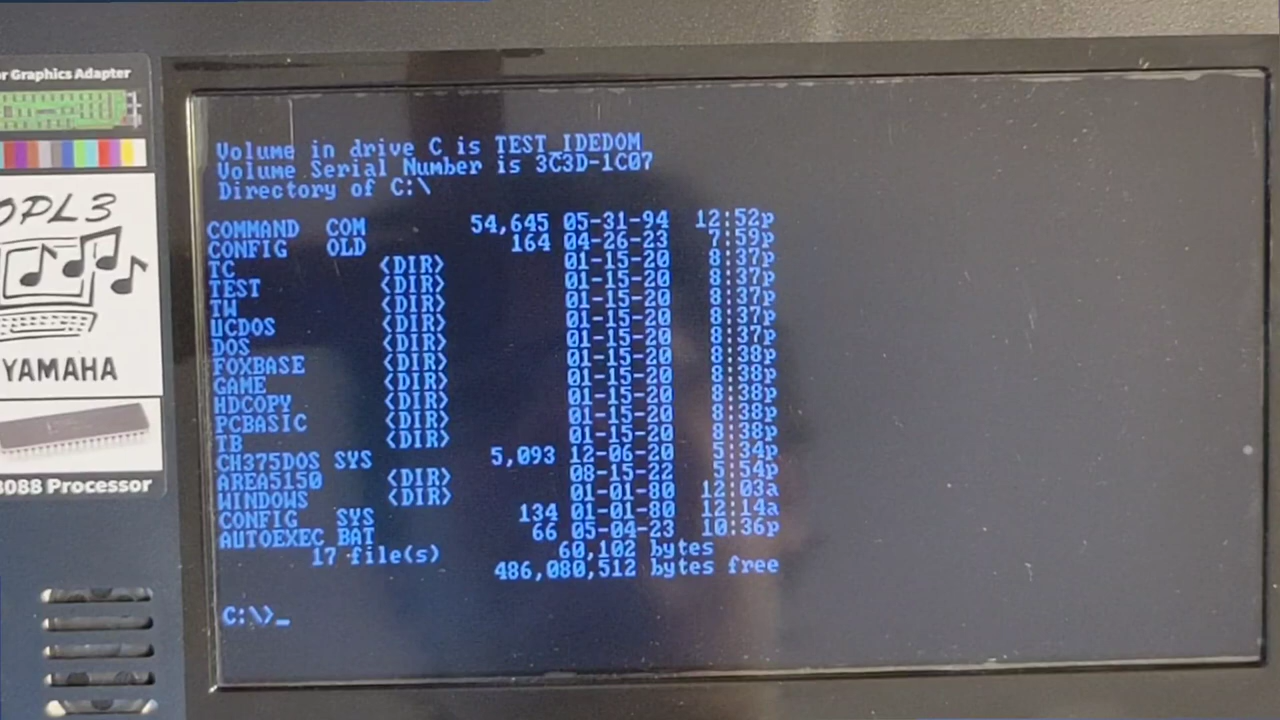 r Graphics Adapter
OPL3
YAMAHA
8088 Processor
Volume in drive C is TEST_IDEDOM
Volume Serial Number is 3C3D-1C07
Directory of C:\
COMMAND COM 54,645 05-31-94 12:52p
CONFIG OLD 164 04-26-23 7:59p
TC <DIR> 01-15-20 8:37p
TEST <DIR> 01-15-20 8:37p
TW <DIR> 01-15-20 8:37p
UCDOS <DIR> 01-15-20 8:37p
DOS <DIR> 01-15-20 8:37p
FOXBASE <DIR> 01-15-20 8:38p
GAME <DIR> 01-15-20 8:38p
HDCOPY <DIR> 01-15-20 8:38p
PCBASIC <DIR> 01-15-20 8:38p
TB <DIR> 01-15-20 8:38p
CH375DOS SYS 5,093 12-06-20 5:34p
AREA5150 <DIR> 08-15-22 5:54p
WINDOWS <DIR> 01-01-80 12:03a
CONFIG SYS 134 01-01-80 12:14a
AUTOEXEC BAT 66 05-04-23 10:36p
17 file(s) 60,102 bytes
486,080,512 bytes free
C:\>_